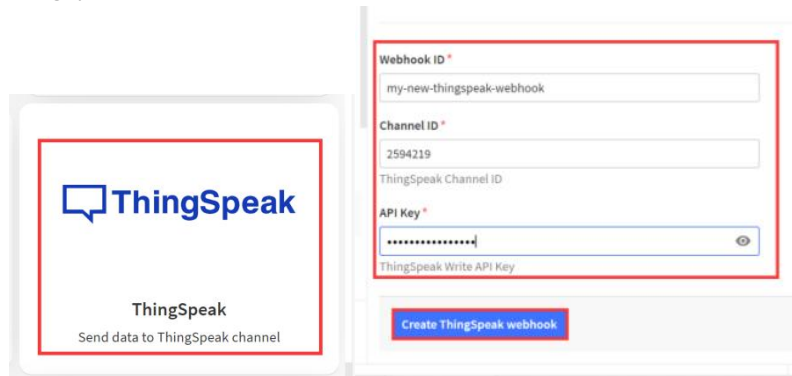 ThingSpeak
ThingSpeak
Send data to ThingSpeak channel
Webhook ID *
my-new-thingspeak-webhook
Channel ID *
2594219
ThingSpeak Channel ID
API Key *
••••••••••••••••
ThingSpeak Write API Key
Create ThingSpeak webhook